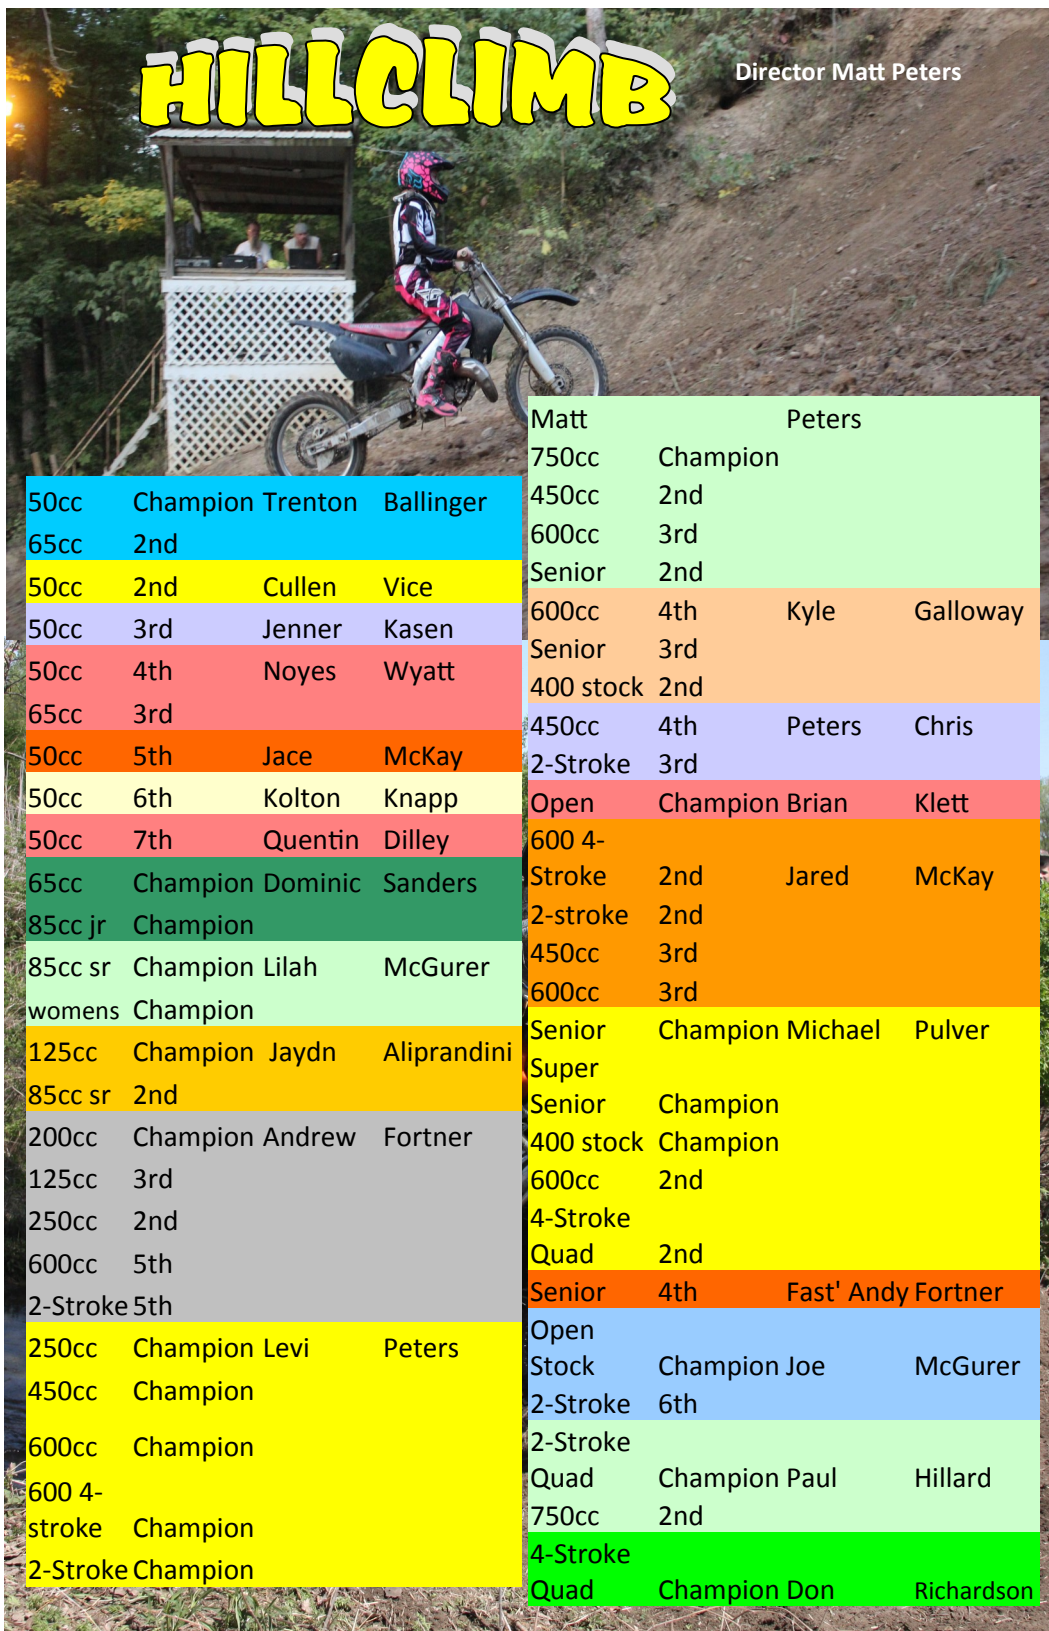 HILLCLIMB
Director Matt Peters
50cc Champion Trenton Ballinger
65cc 2nd
50cc 2nd Cullen Vice
50cc 3rd Jenner Kasen
50cc 4th Noyes Wyatt
65cc 3rd
50cc 5th Jace McKay
50cc 6th Kolton Knapp
50cc 7th Quentin Dilley
65cc Champion Dominic Sanders
85cc jr Champion
85cc sr Champion Lilah McGurer
womens Champion
125cc Champion Jaydn Aliprandini
85cc sr 2nd
200cc Champion Andrew Fortner
125cc 3rd
250cc 2nd
600cc 5th
2-Stroke 5th
250cc Champion Levi Peters
450cc Champion
600cc Champion
600 4-
stroke Champion
2-Stroke Champion
Matt Peters
750cc Champion
450cc 2nd
600cc 3rd
Senior 2nd
600cc 4th Kyle Galloway
Senior 3rd
400 stock 2nd
450cc 4th Peters Chris
2-Stroke 3rd
Open Champion Brian Klett
600 4-
Stroke 2nd Jared McKay
2-stroke 2nd
450cc 3rd
600cc 3rd
Senior Champion Michael Pulver
Super
Senior Champion
400 stock Champion
600cc 2nd
4-Stroke
Quad 2nd
Senior 4th Fast' Andy Fortner
Open
Stock Champion Joe McGurer
2-Stroke 6th
2-Stroke
Quad Champion Paul Hillard
750cc 2nd
4-Stroke
Quad Champion Don Richardson